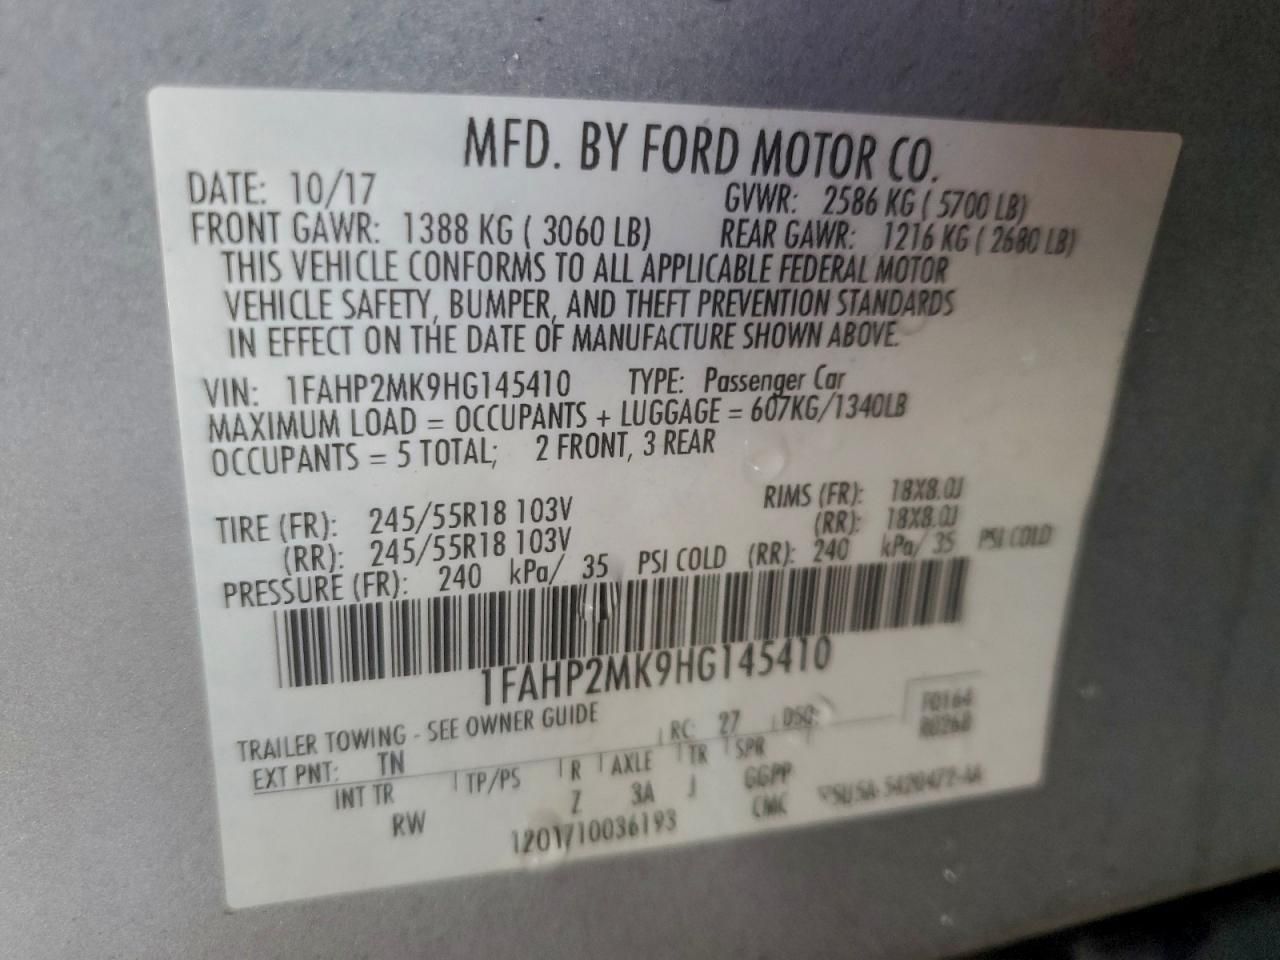 MFD. BY FORD MOTOR CO.
DATE: 10/17 GVWR: 2586 KG ( 5700 LB)
FRONT GAWR: 1388 KG ( 3060 LB) REAR GAWR: 1216 KG ( 2680 LB)
THIS VEHICLE CONFORMS TO ALL APPLICABLE FEDERAL MOTOR
VEHICLE SAFETY, BUMPER, AND THEFT PREVENTION STANDARDS
IN EFFECT ON THE DATE OF MANUFACTURE SHOWN ABOVE.
VIN: 1FAHP2MK9HG145410 TYPE: Passenger Car
MAXIMUM LOAD = OCCUPANTS + LUGGAGE = 607KG/1340LB
OCCUPANTS = 5 TOTAL; 2 FRONT, 3 REAR
TIRE (FR): 245/55R18 103V RIMS (FR): 18X8.0J
(RR): 245/55R18 103V (RR): 18X8.0J
PRESSURE (FR): 240 kPa/ 35 PSI COLD (RR): 240 kPa/ 35 PSI COLD
1FAHP2MK9HG145410
TRAILER TOWING - SEE OWNER GUIDE
EXT PNT: TN RC: 27 DSO: F0164
R0260
INT TR TP/PS R AXLE TR SPR
RW Z 3A J GGPP
1201710036193 CMC